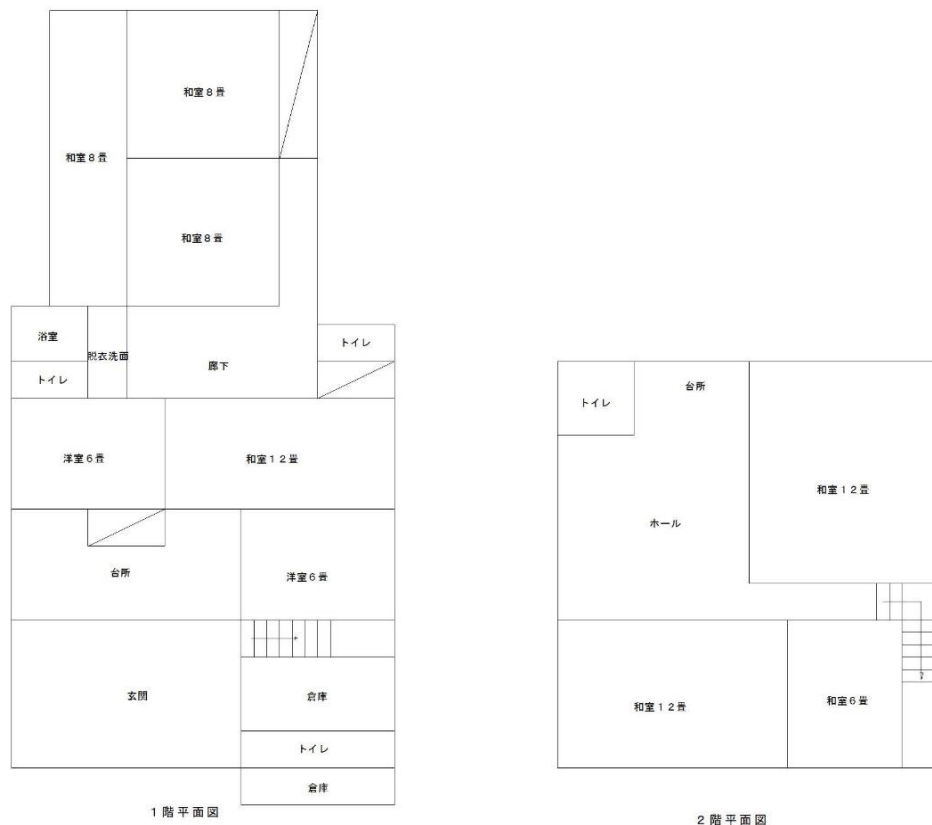 和室８畳
和室８畳
和室８畳
浴室
脱衣洗面
トイレ
廊下
トイレ
洋室６畳
和室１２畳
台所
洋室６畳
玄関
倉庫
トイレ
倉庫
１階平面図
トイレ
台所
和室１２畳
ホール
和室１２畳
和室６畳
２階平面図